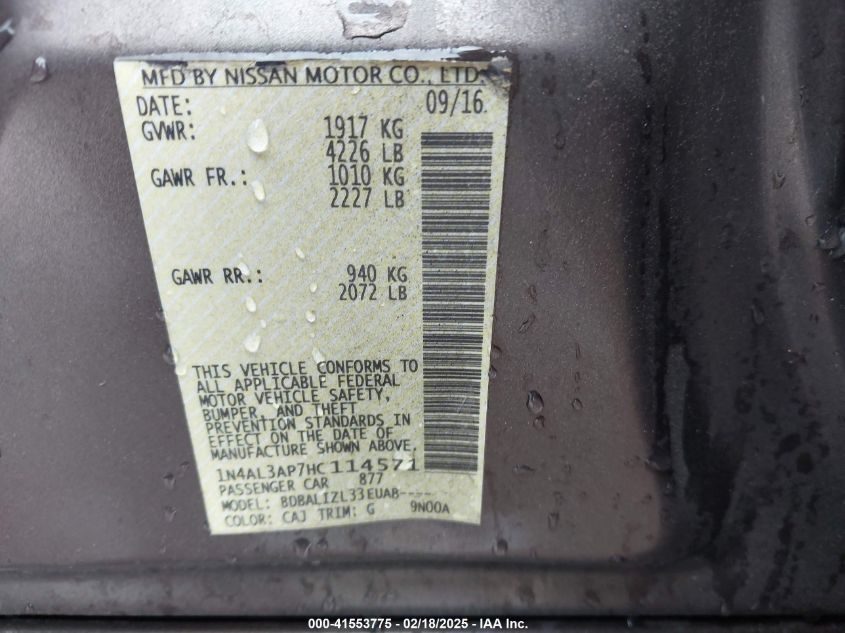 MFD BY NISSAN MOTOR CO., LTD.
DATE: 09/16
GVWR: 1917 KG
4226 LB
GAWR FR.: 1010 KG
2227 LB
GAWR RR.: 940 KG
2072 LB
THIS VEHICLE CONFORMS TO
ALL APPLICABLE FEDERAL
MOTOR VEHICLE SAFETY,
BUMPER, AND THEFT
PREVENTION STANDARDS IN
EFFECT ON THE DATE OF
MANUFACTURE SHOWN ABOVE.
1N4AL3AP7HC114571
PASSENGER CAR 877
MODEL: BDBALIZL33EUAB----
COLOR: CAJ TRIM: G 9N00A
000-41553775 — 02/18/2025 — IAA Inc.